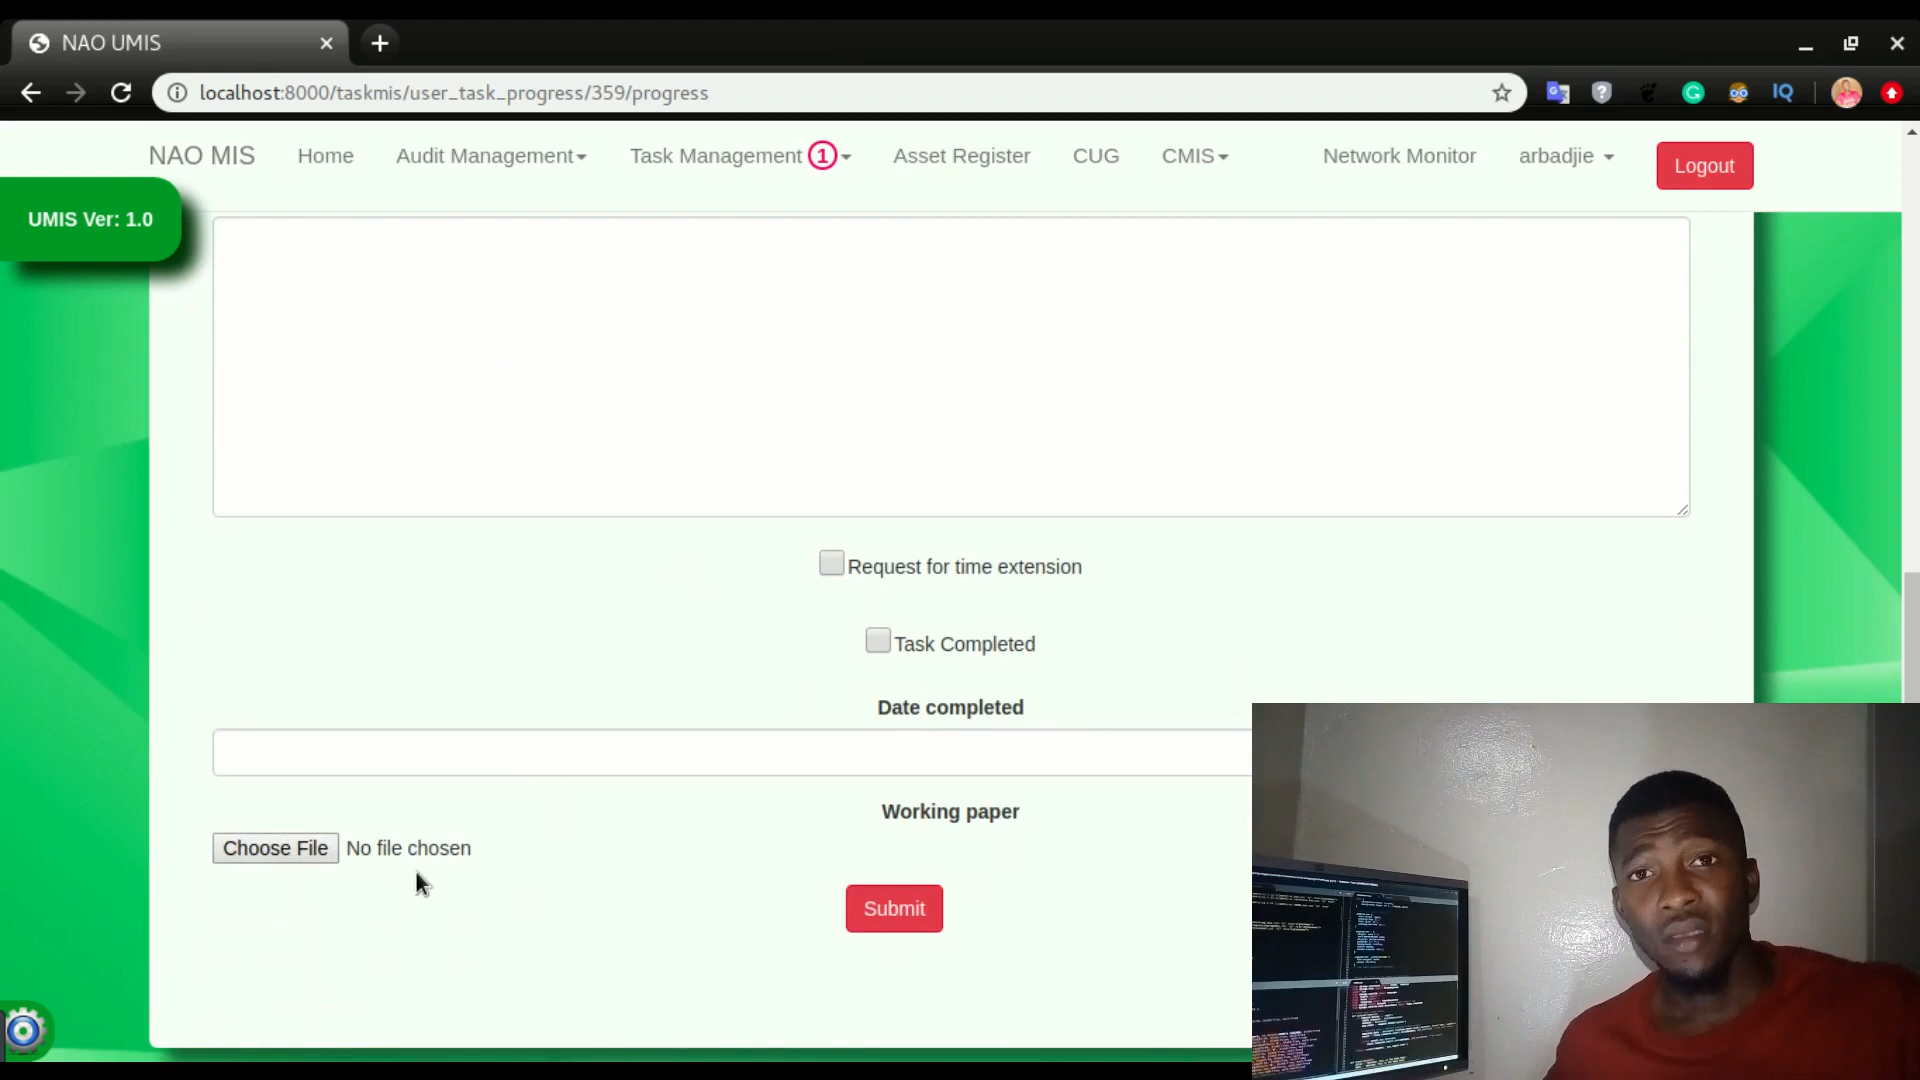 NAO UMIS
localhost:8000/taskmis/user_task_progress/359/progress
IQ
NAO MIS Home Audit Management Task Management 1 Asset Register CUG CMIS Network Monitor arbadjie Logout
UMIS Ver: 1.0
Request for time extension
Task Completed
Date completed
Working paper
Choose File No file chosen
Submit